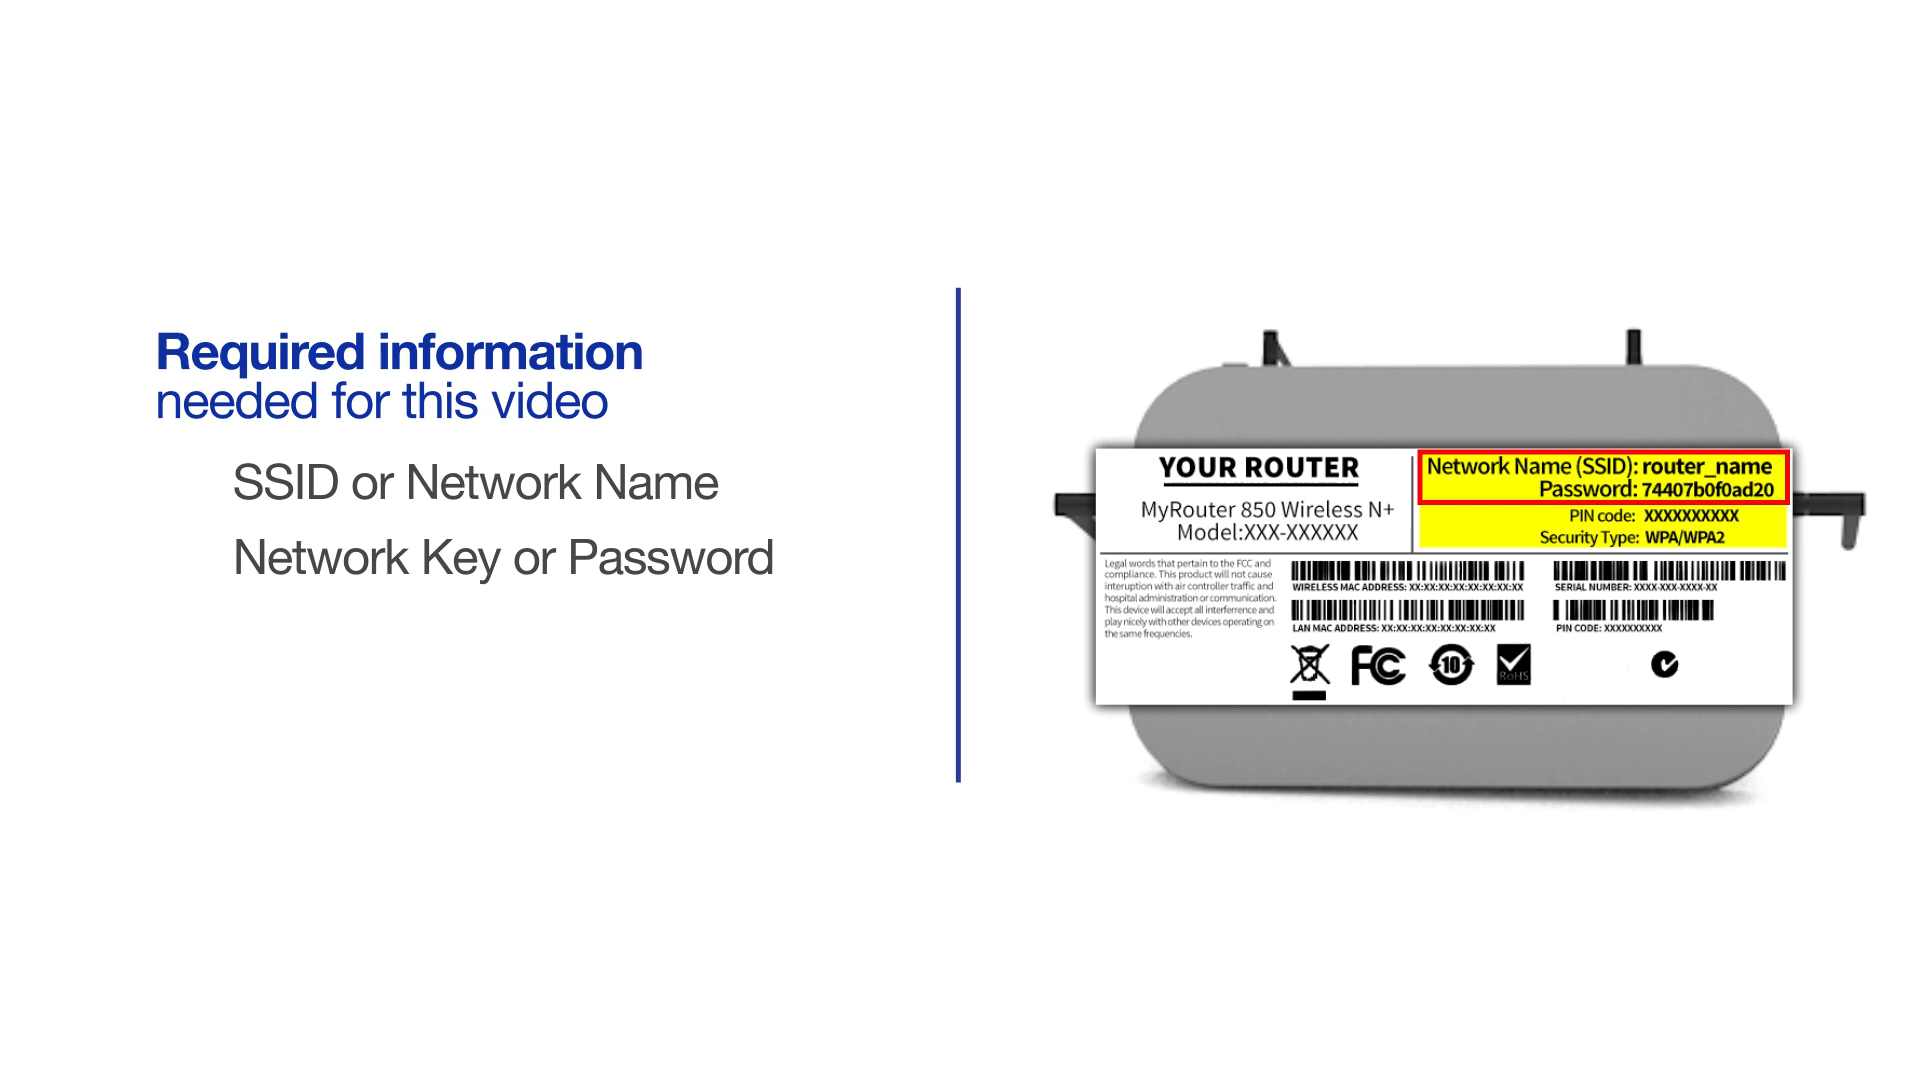 Required information
needed for this video
SSID or Network Name
Network Key or Password
YOUR ROUTER
MyRouter 850 Wireless N+
Model:XXX-XXXXXX
Network Name (SSID): router_name
Password: 74407b0f0ad20
PIN code: XXXXXXXXXX
Security Type: WPA/WPA2
Legal words that pertain to the FCC and
compliance. This product will not cause
interuption with air controller traffic and
hospital administration or communication.
This device will accept all interferrence and
play nicely with other devices operating on
the same frequencies.
WIRELESS MAC ADDRESS: XX:XX:XX:XX:XX:XX:XX:XX
SERIAL NUMBER: XXXX-XXX-XXXX-XX
LAN MAC ADDRESS: XX:XX:XX:XX:XX:XX:XX:XX
PIN CODE: XXXXXXXXXX
FC
10
RoHS